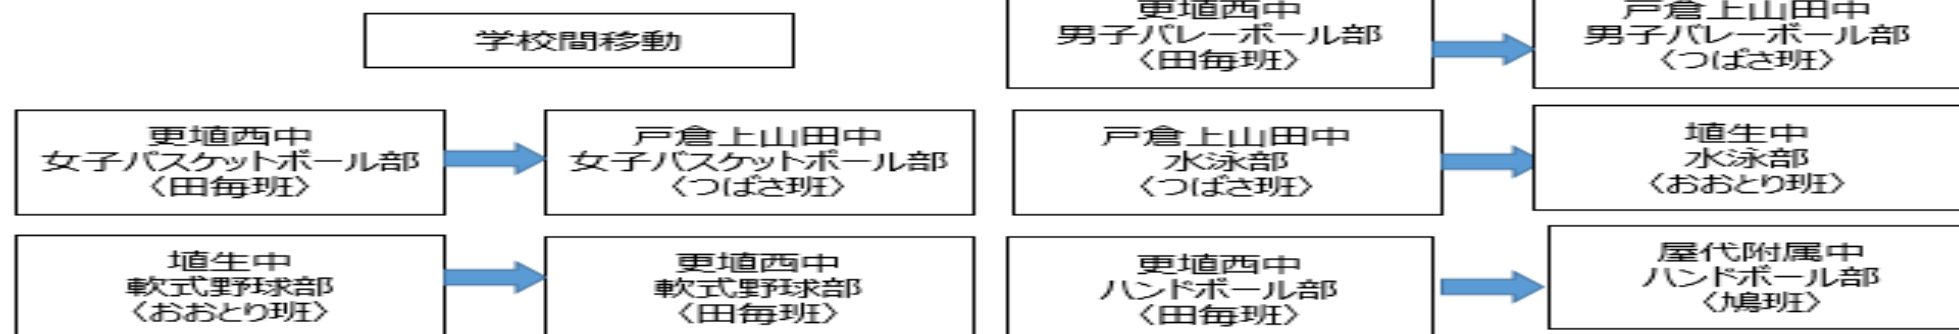 学校間移動
更埴西中
男子バレーボール部
〈田毎班〉
戸倉上山田中
男子バレーボール部
〈つばさ班〉
更埴西中
女子バスケットボール部
〈田毎班〉
戸倉上山田中
女子バスケットボール部
〈つばさ班〉
戸倉上山田中
水泳部
〈つばさ班〉
埴生中
水泳部
〈おおとり班〉
埴生中
軟式野球部
〈おおとり班〉
更埴西中
軟式野球部
〈田毎班〉
更埴西中
ハンドボール部
〈田毎班〉
屋代附属中
ハンドボール部
〈鳩班〉